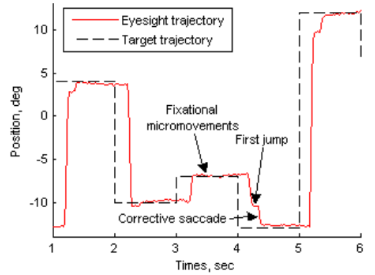 Eyesight trajectory
Target trajectory
Position, deg
10
5
0
-5
-10
Fixational
micromovements
First jump
Corrective saccade
1 2 3 4 5 6
Times, sec